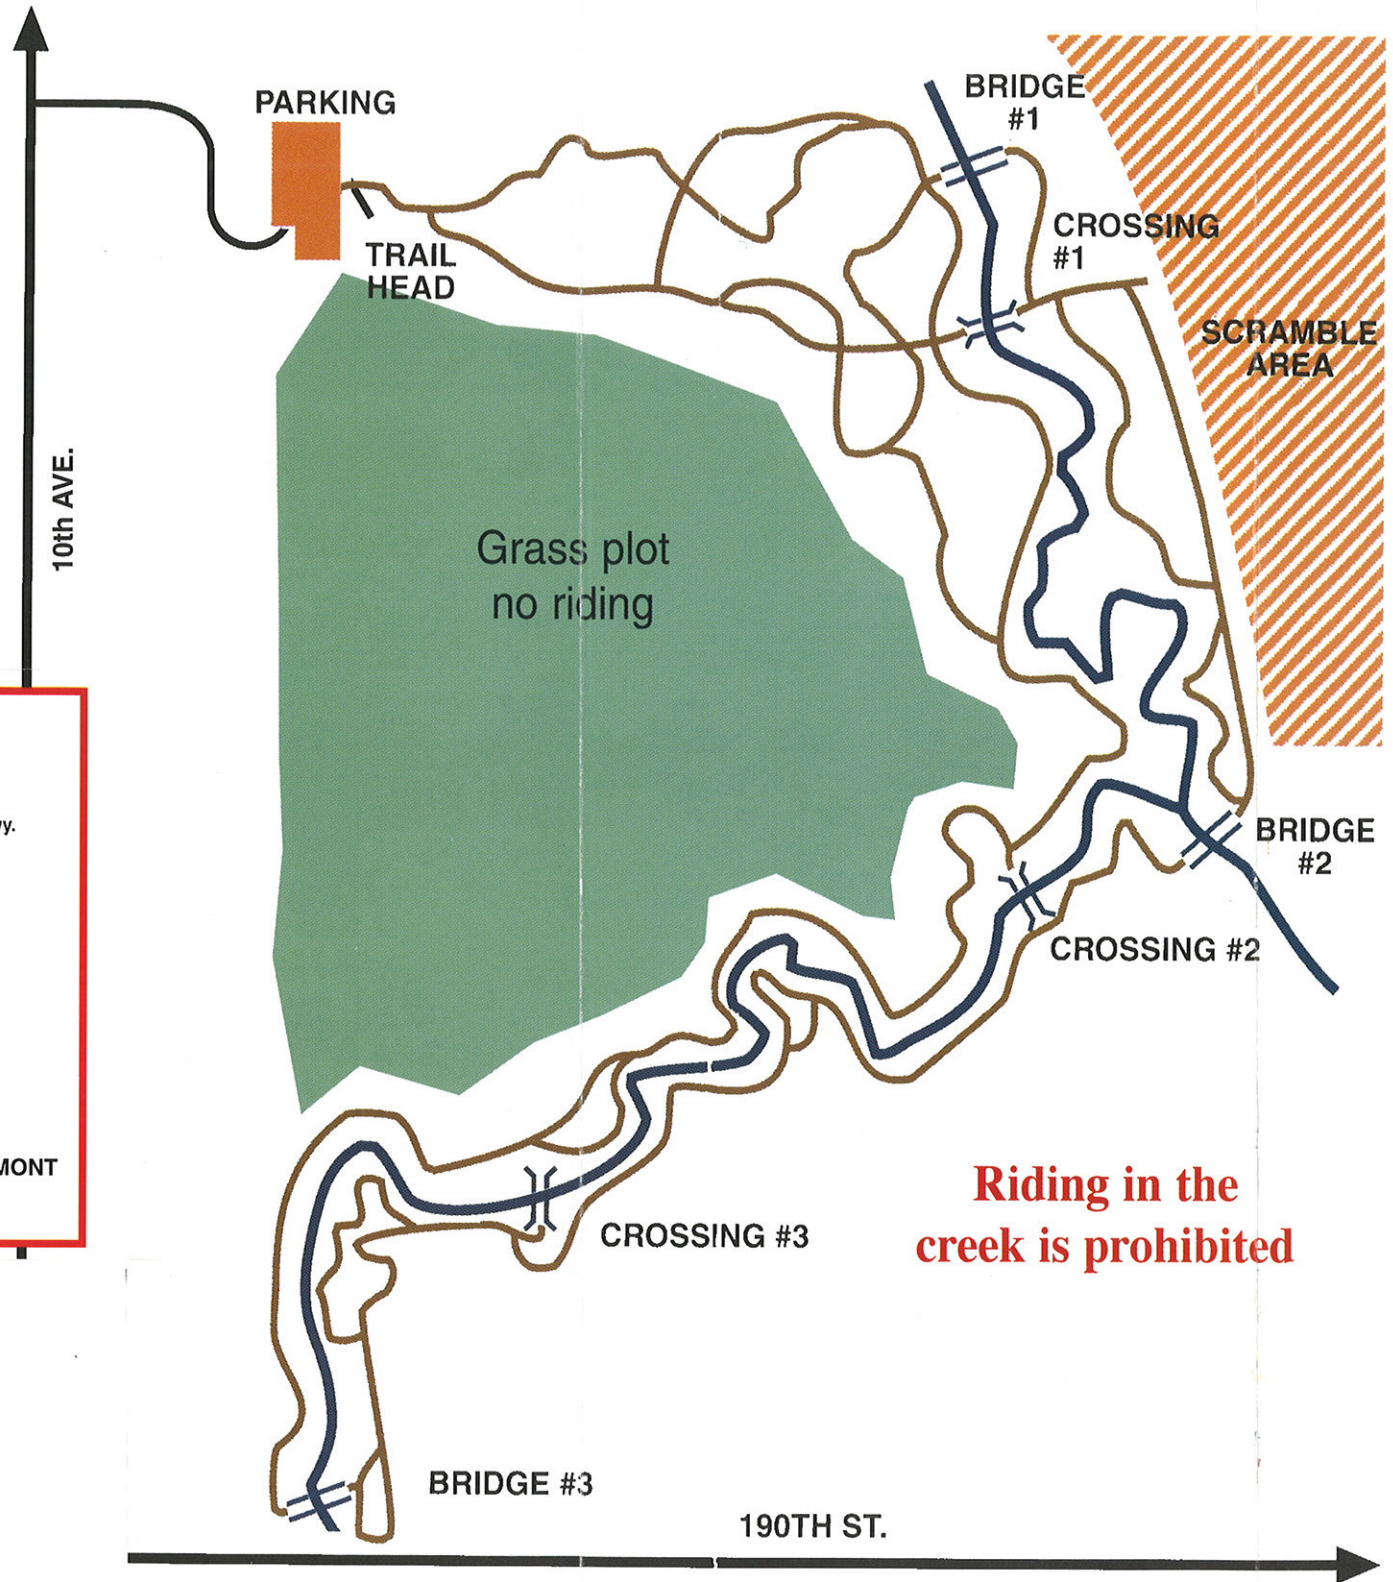 PARKING
BRIDGE
#1
TRAIL
HEAD
CROSSING
#1
SCRAMBLE
AREA
10th AVE.
Grass plot
no riding
BRIDGE
#2
CROSSING #2
Riding in the
creek is prohibited
CROSSING #3
BRIDGE #3
190TH ST.